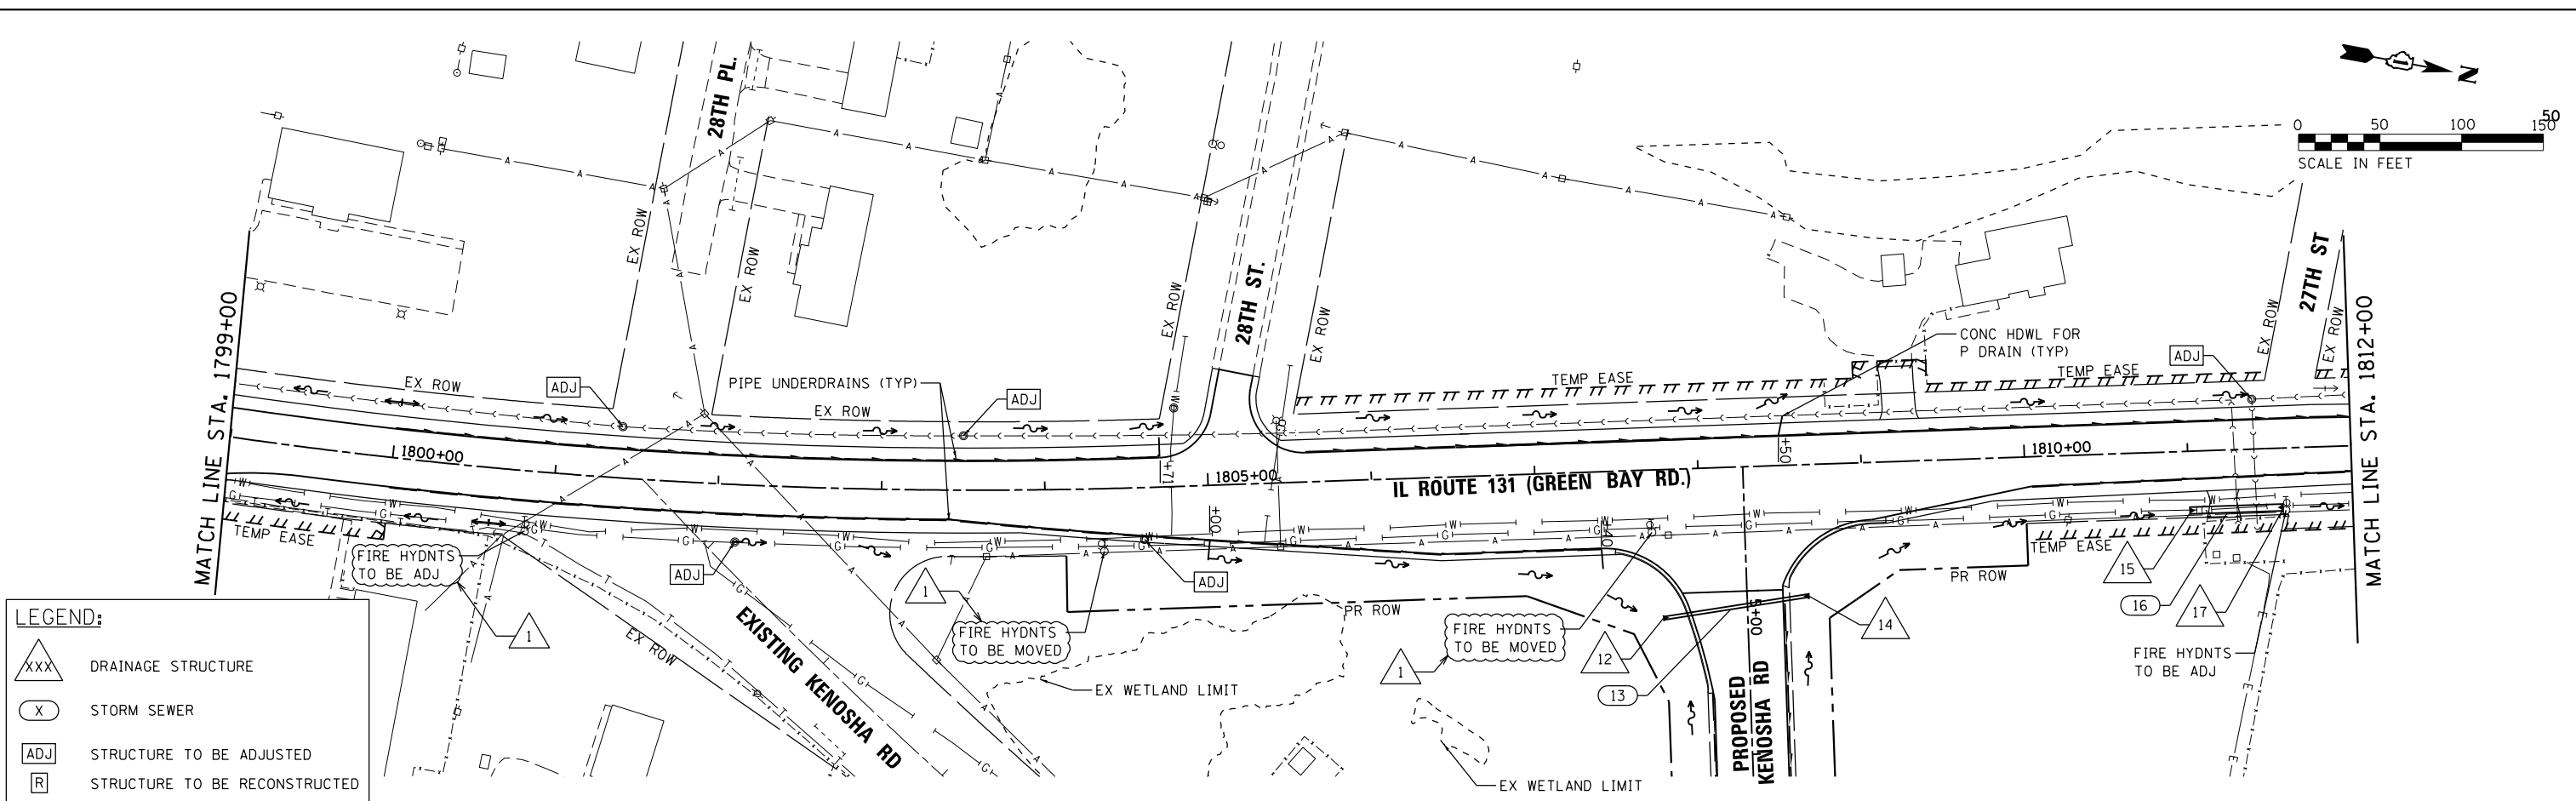 28TH PL.
N
50
0 50 100 150
SCALE IN FEET
EX ROW
EX ROW
EX ROW
28TH ST.
EX ROW
27TH ST
EX ROW
EX ROW
MATCH LINE STA. 1799+00
MATCH LINE STA. 1812+00
CONC HDWL FOR
P DRAIN (TYP)
ADJ
EX ROW
ADJ
PIPE UNDERDRAINS (TYP)
ADJ
EX ROW
TEMP EASE
TEMP EASE
1800+00
+71
1805+00
+50
1810+00
IL ROUTE 131 (GREEN BAY RD.)
+00
+40
TEMP EASE
FIRE HYDNTS
TO BE ADJ
1
ADJ
EXISTING KENOSHA RD
EX ROW
1
FIRE HYDNTS
TO BE MOVED
ADJ
PR ROW
EX WETLAND LIMIT
1
FIRE HYDNTS
TO BE MOVED
12
13
14
5+00
PROPOSED
KENOSHA RD
PR ROW
TEMP EASE
15
16
17
FIRE HYDNTS
TO BE ADJ
EX WETLAND LIMIT
LEGEND:
XXX DRAINAGE STRUCTURE
X STORM SEWER
ADJ STRUCTURE TO BE ADJUSTED
R STRUCTURE TO BE RECONSTRUCTED